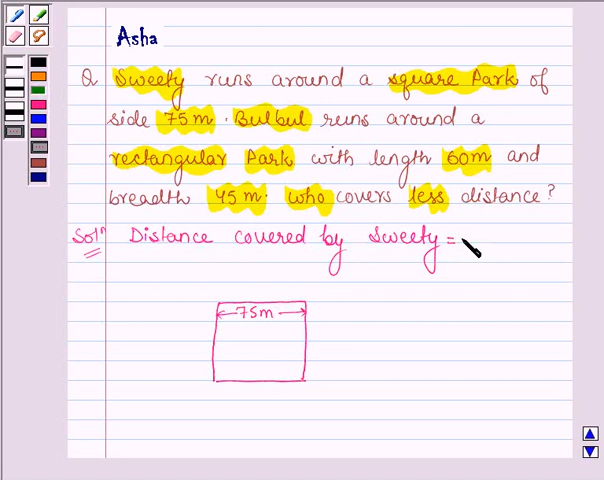 Asha
Q Sweety runs around a square Park of
side 75m. Bulbul runs around a
rectangular Park with length 60m and
breadth 45m. who covers less distance?
Solⁿ Distance covered by Sweety =
75m